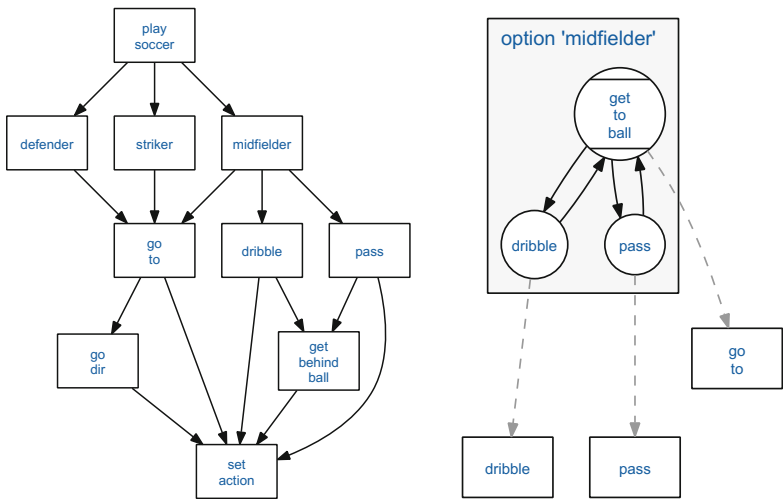 play
soccer
defender
striker
midfielder
go
to
dribble
pass
go
dir
get
behind
ball
set
action
option 'midfielder'
get
to
ball
dribble
pass
go
to
dribble
pass